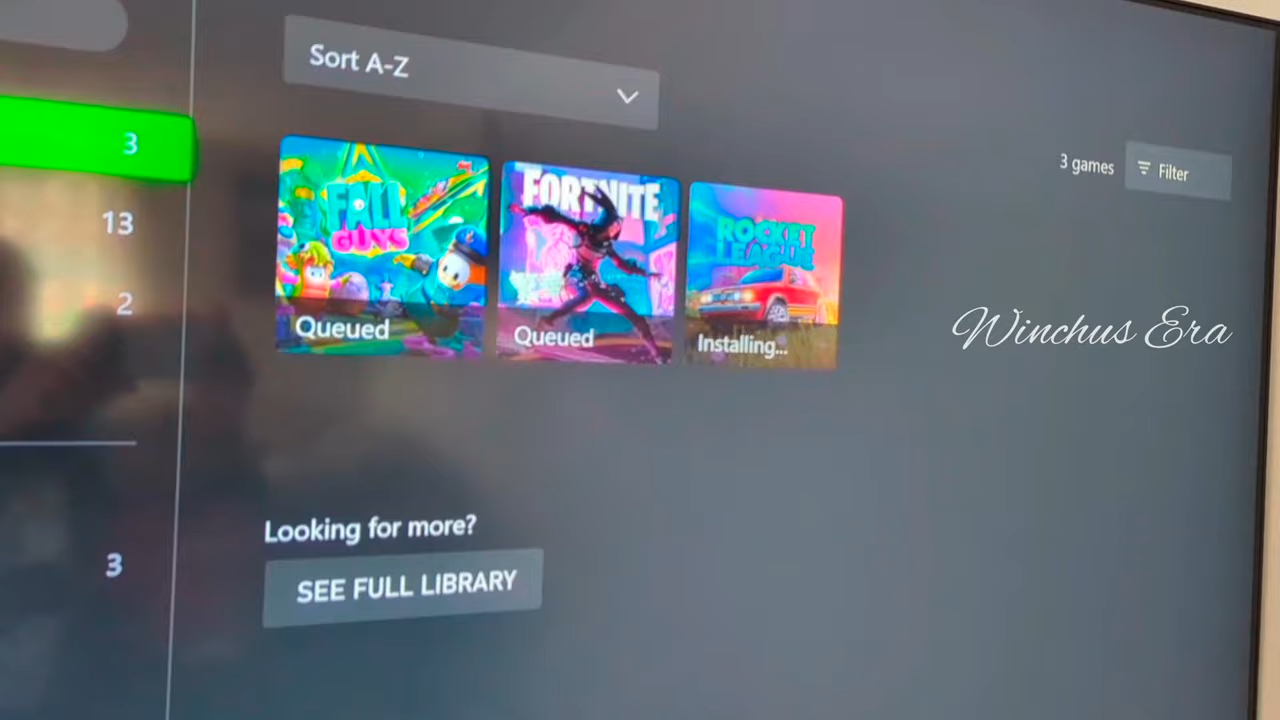 Sort A-Z
3
13
2
3
3 games
Filter
FALL
GUYS
Queued
FORTNITE
Queued
ROCKET
LEAGUE
Installing...
Winchus Era
Looking for more?
SEE FULL LIBRARY